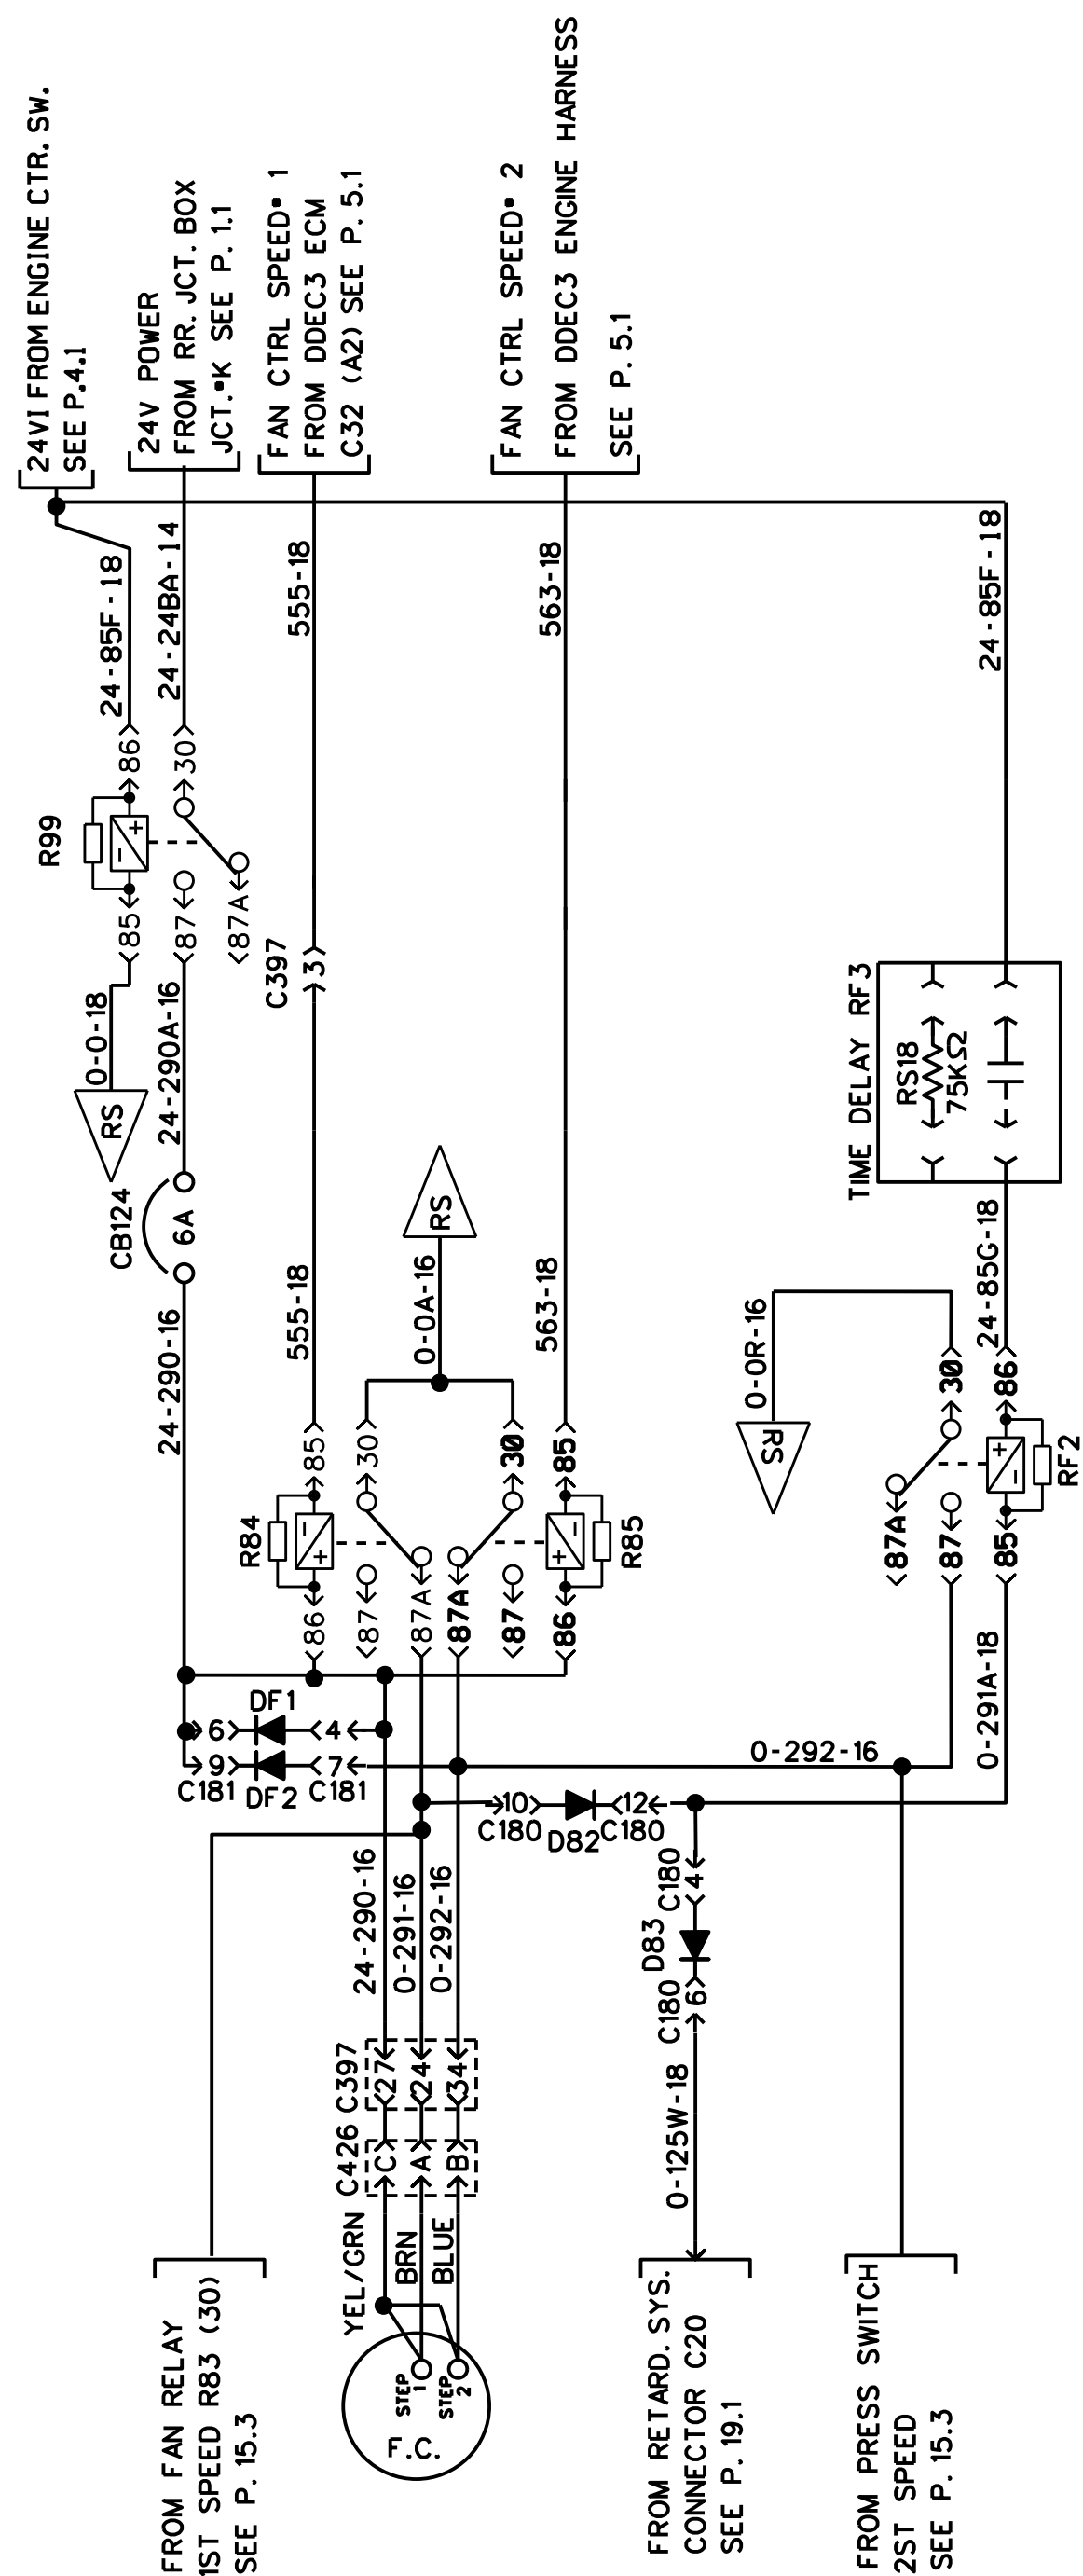 24VI FROM ENGINE CTR. SW.
SEE P.4.1
24V POWER
FROM RR. JCT. BOX
JCT.*K SEE P. 1.1
FAN CTRL SPEED* 1
FROM DDEC3 ECM
C32 (A2) SEE P. 5.1
FAN CTRL SPEED* 2
FROM DDEC3 ENGINE HARNESS
SEE P. 5.1
24-85F-18
24-24BA-14
555-18
563-18
24-85F-18
R99
86
30
85
87
87A
C397
3
0-0-18
24-290A-16
RS
CB124
6A
24-290-16
555-18
RS
0-0A-16
563-18
TIME DELAY RF3
RS18
75KΩ
24-85G-18
0-0R-16
RS
30
86
RF2
87A
87
85
R84
85
30
86
87
87A
30
85
R85
87A
87
86
DF1
6
4
9
7
C181
DF2
C181
0-292-16
0-291A-18
10
12
C180
D82
C180
24-290-16
0-291-16
0-292-16
C180
4
D83
C180
6
0-125W-18
C397
27
24
34
C426
C
A
B
YEL/GRN
BRN
BLUE
STEP
1
STEP
2
F.C.
FROM FAN RELAY
1ST SPEED R83 (30)
SEE P. 15.3
FROM RETARD. SYS.
CONNECTOR C20
SEE P. 19.1
FROM PRESS SWITCH
2ST SPEED
SEE P. 15.3